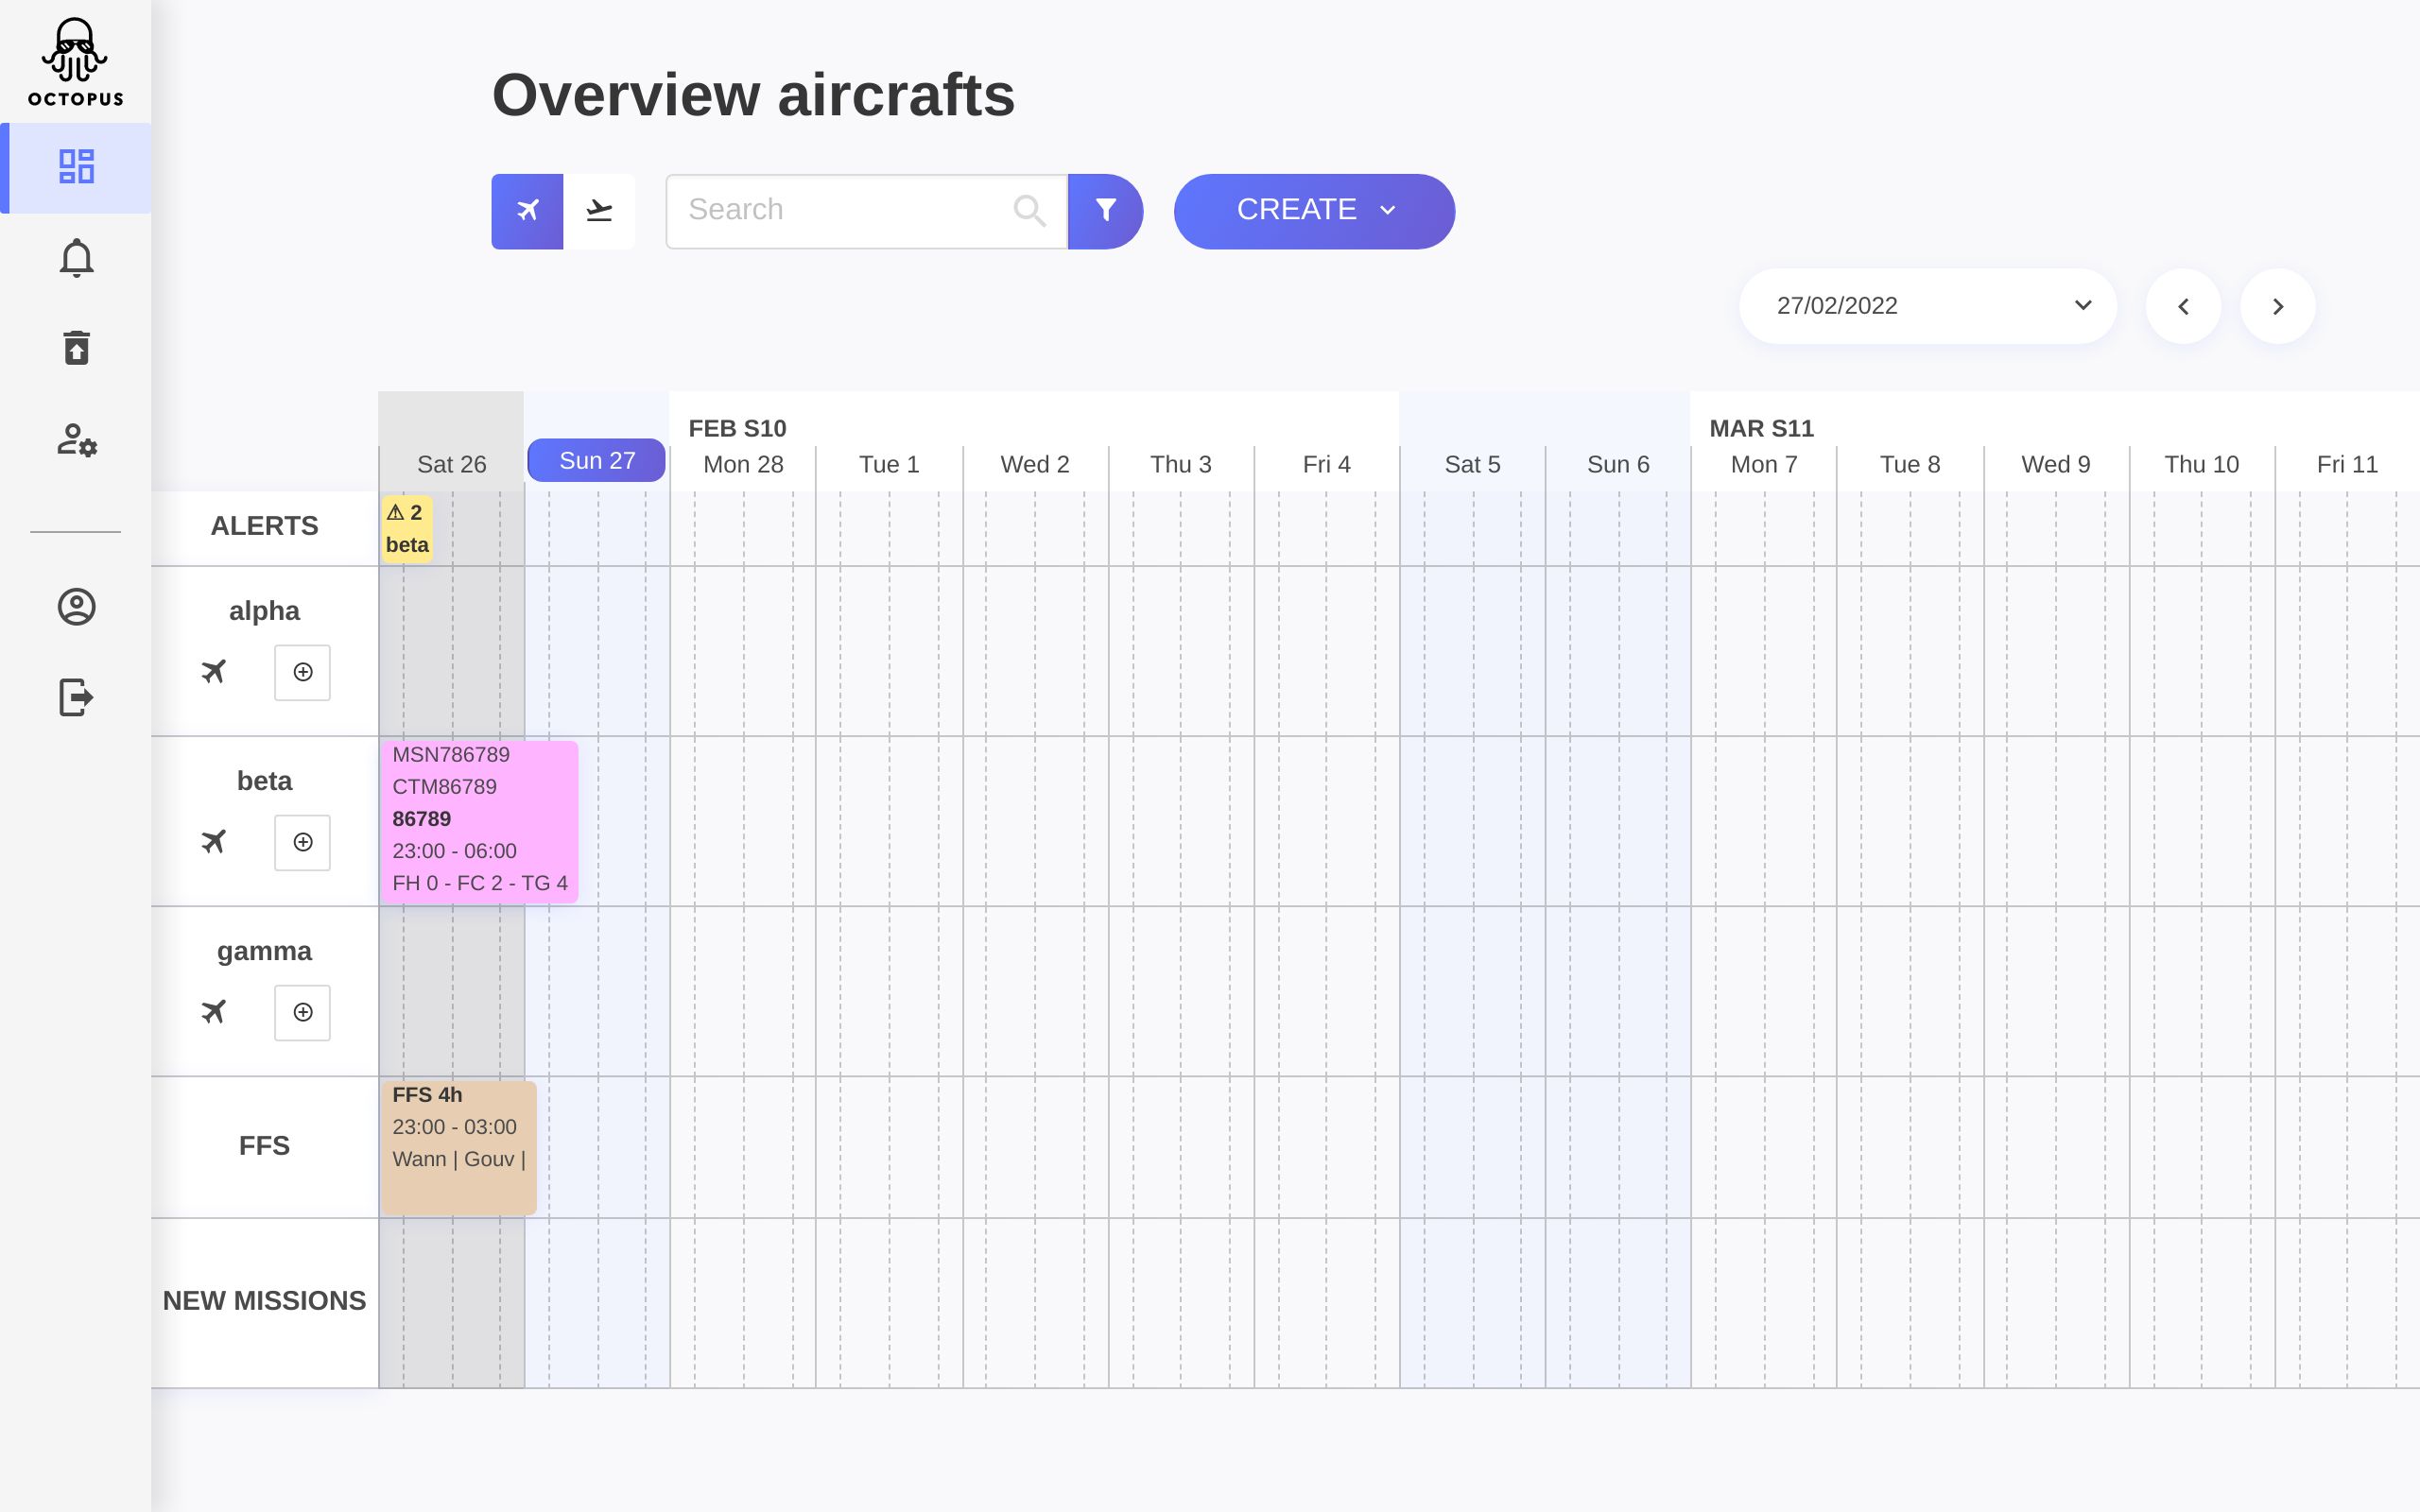 OCTOPUS
Overview aircrafts
Search
CREATE
27/02/2022
FEB S10
MAR S11
Sat 26
Sun 27
Mon 28
Tue 1
Wed 2
Thu 3
Fri 4
Sat 5
Sun 6
Mon 7
Tue 8
Wed 9
Thu 10
Fri 11
ALERTS
⚠ 2
beta
alpha
beta
MSN786789
CTM86789
86789
23:00 - 06:00
FH 0 - FC 2 - TG 4
gamma
FFS
FFS 4h
23:00 - 03:00
Wann | Gouv |
NEW MISSIONS